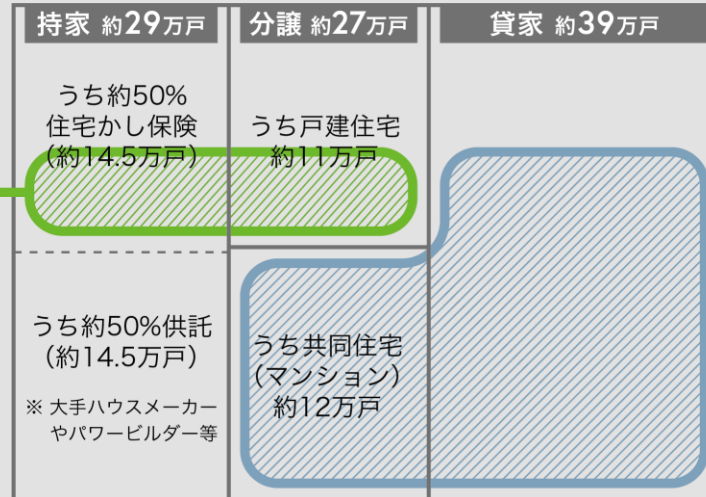 持家 約29万戸
分譲 約27万戸
貸家 約39万戸
うち約50%
住宅かし保険
(約14.5万戸)
うち戸建住宅
約11万戸
うち約50%供託
(約14.5万戸)
※ 大手ハウスメーカー
やパワービルダー等
うち共同住宅
(マンション)
約12万戸